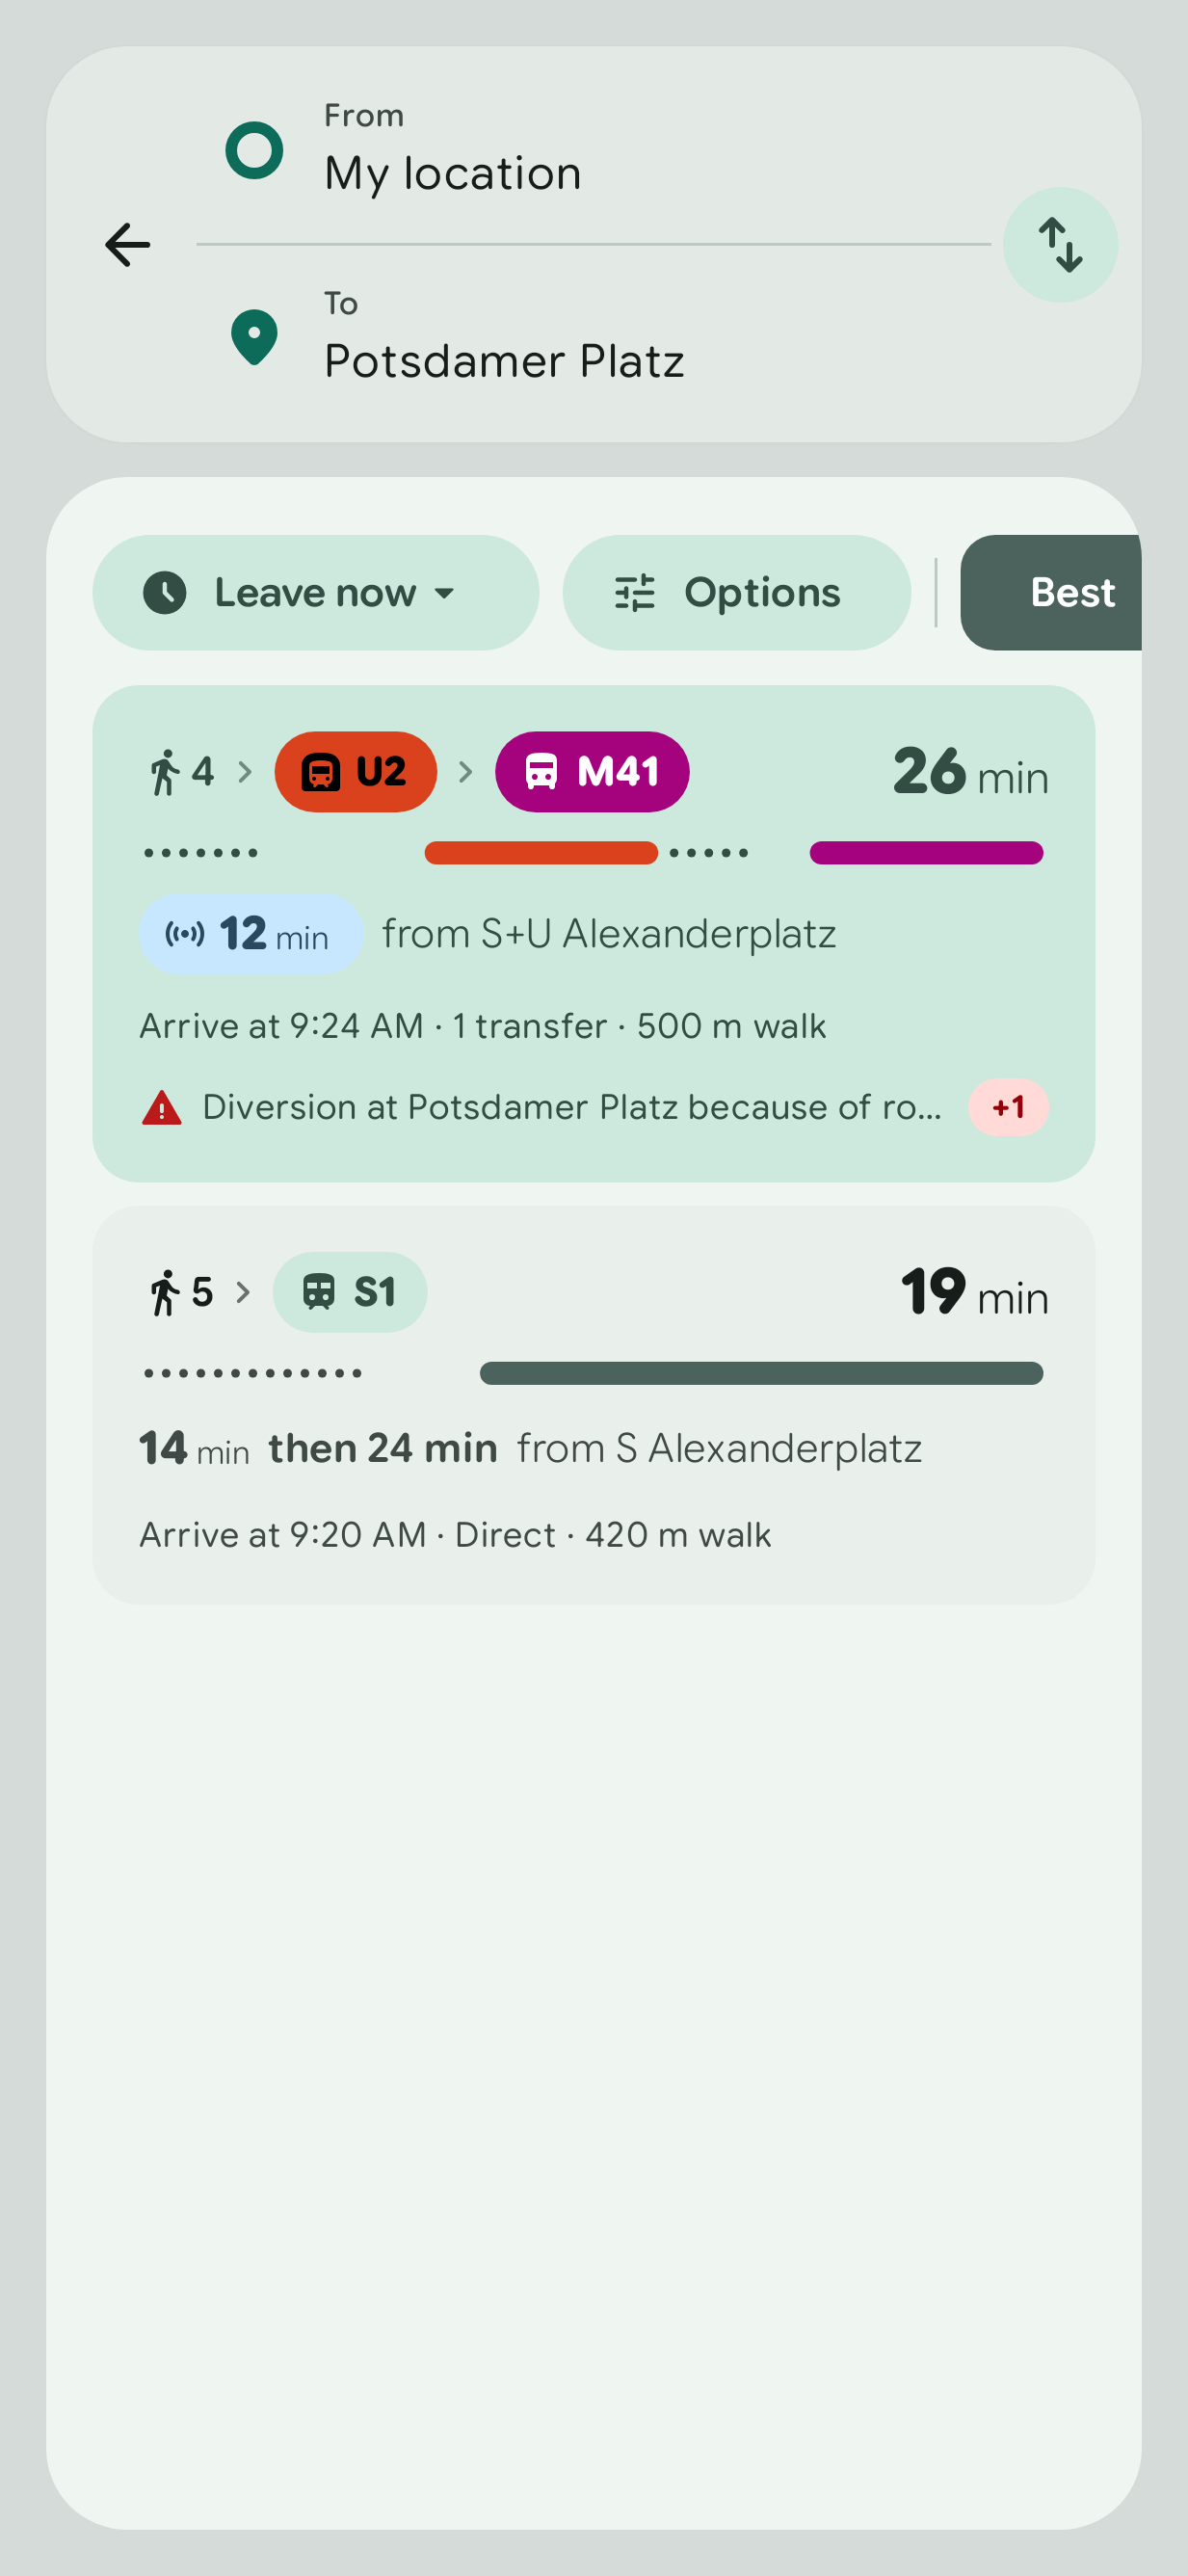 From
My location
To
Potsdamer Platz
Leave now
Options
Best
4 U2 M41 26 min
12 min from S+U Alexanderplatz
Arrive at 9:24 AM · 1 transfer · 500 m walk
Diversion at Potsdamer Platz because of ro... +1
5 S1 19 min
14 min then 24 min from S Alexanderplatz
Arrive at 9:20 AM · Direct · 420 m walk